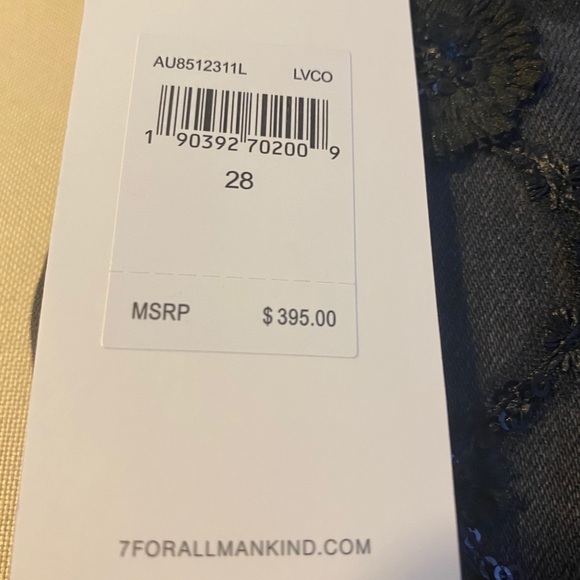 AU8512311L LVCO
1 90392 70200 9
28
MSRP $395.00
7FORALLMANKIND.COM